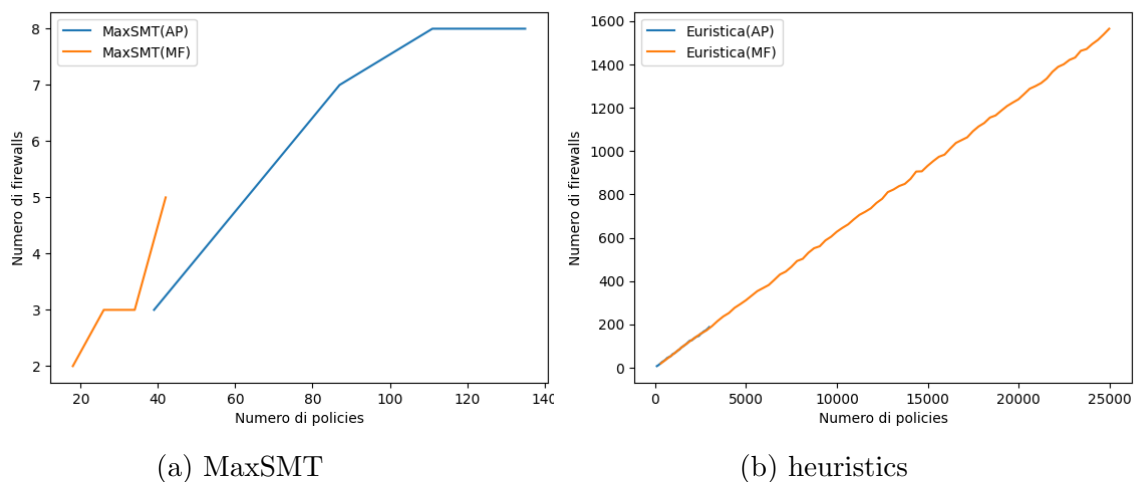 MaxSMT(AP)
MaxSMT(MF)
Numero di firewalls
8
7
6
5
4
3
2
20
40
60
80
100
120
140
Numero di policies
(a) MaxSMT
Euristica(AP)
Euristica(MF)
Numero di firewalls
1600
1400
1200
1000
800
600
400
200
0
0
5000
10000
15000
20000
25000
Numero di policies
(b) heuristics